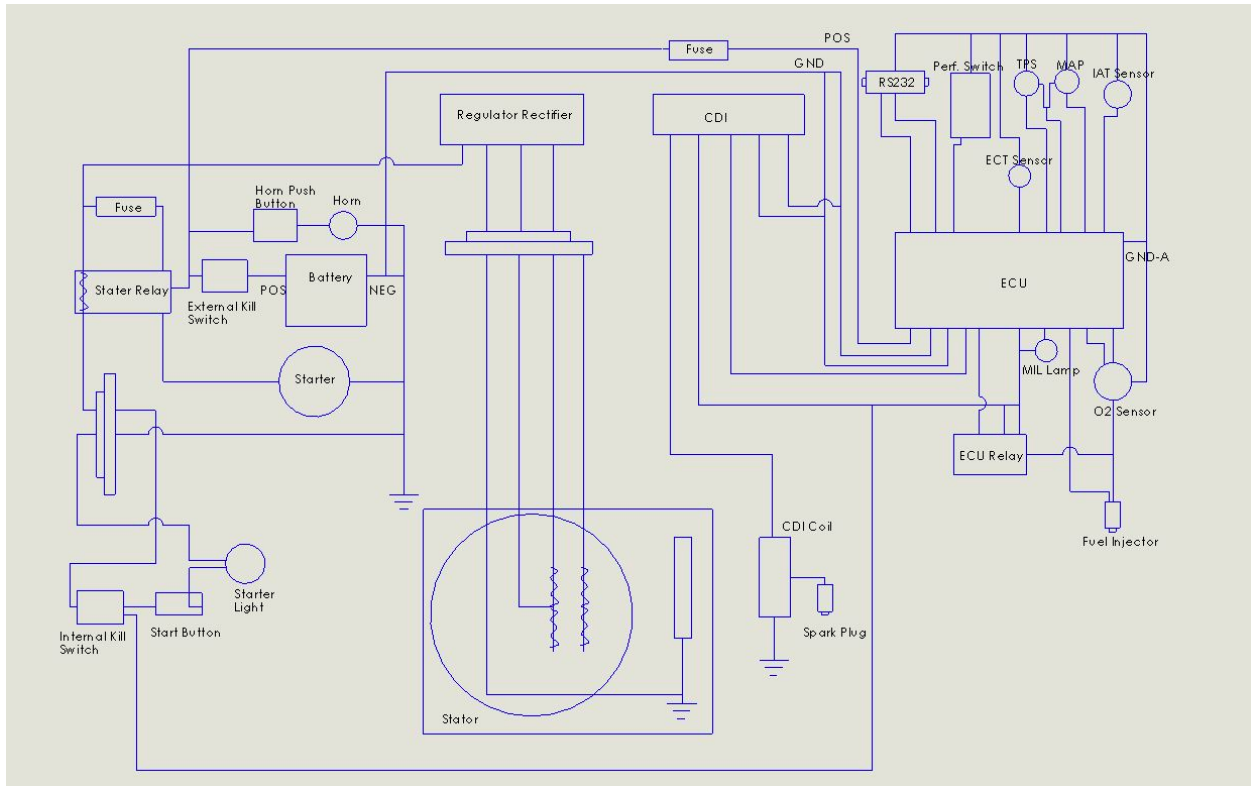 POS
Fuse
GND
Perf. Switch
TPS
MAP
IAT Sensor
RS232
Regulator Rectifier
CDI
ECT Sensor
Horn Push
Button
Horn
Fuse
GND-A
Stater Relay
External Kill
Switch
POS
Battery
NEG
ECU
Starter
MIL Lamp
O2 Sensor
ECU Relay
CDI Coil
Fuel Injector
Starter
Light
Internal Kill
Switch
Start Button
Spark Plug
Stator